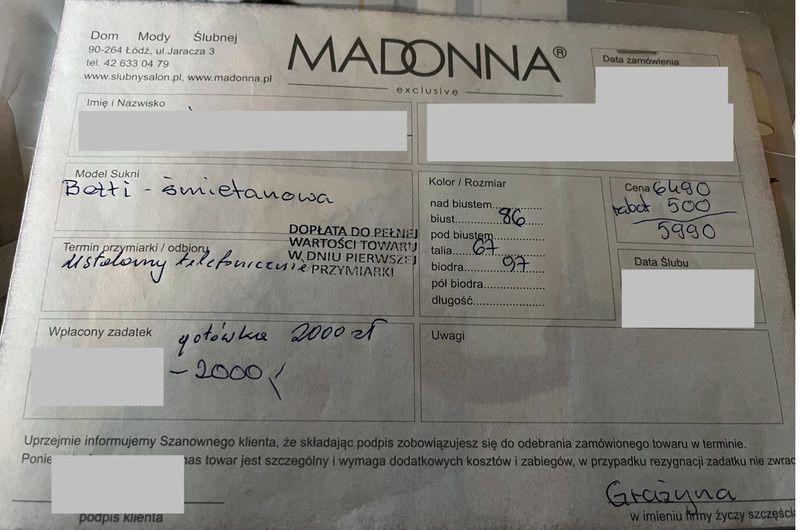 Dom Mody Ślubnej
90-264 Łódź, ul.Jaracza 3
tel. 42 633 04 79
www.slubnysalon.pl, www.madonna.pl
MADONNA®
exclusive
Data zamówienia
Imię i Nazwisko
Model Sukni
Botti - śmietanowa
Termin przymiarki / odbioru
Ustalamy telefonicznie
DOPŁATA DO PEŁNEJ
WARTOŚCI TOWARU
W DNIU PIERWSZEJ
PRZYMIARKI
Kolor / Rozmiar
nad biustem
biust 86
pod biustem
talia 67
biodra 97
pół biodra
długość
Cena 6490
rabat 500
5990
Data Ślubu
Wpłacony zadatek
gotówka 2000 zł
- 2000,
Uwagi
Uprzejmie informujemy Szanownego klienta, że składając podpis zobowiązujesz się do odebrania zamówionego towaru w terminie.
nas towar jest szczególny i wymaga dodatkowych kosztów i zabiegów, w przypadku rezygnacji zadatku nie
podpis klienta
Grażyna
w imieniu firmy życzy szczęścia